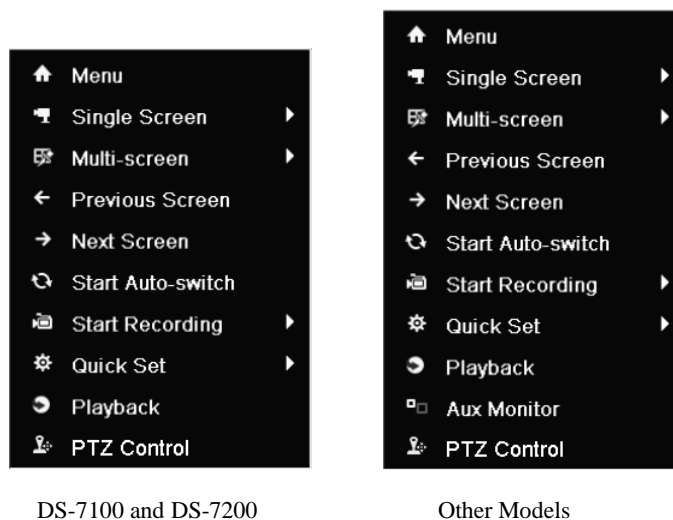 Menu
Single Screen
Multi-screen
Previous Screen
Next Screen
Start Auto-switch
Start Recording
Quick Set
Playback
PTZ Control
DS-7100 and DS-7200
Menu
Single Screen
Multi-screen
Previous Screen
Next Screen
Start Auto-switch
Start Recording
Quick Set
Playback
Aux Monitor
PTZ Control
Other Models